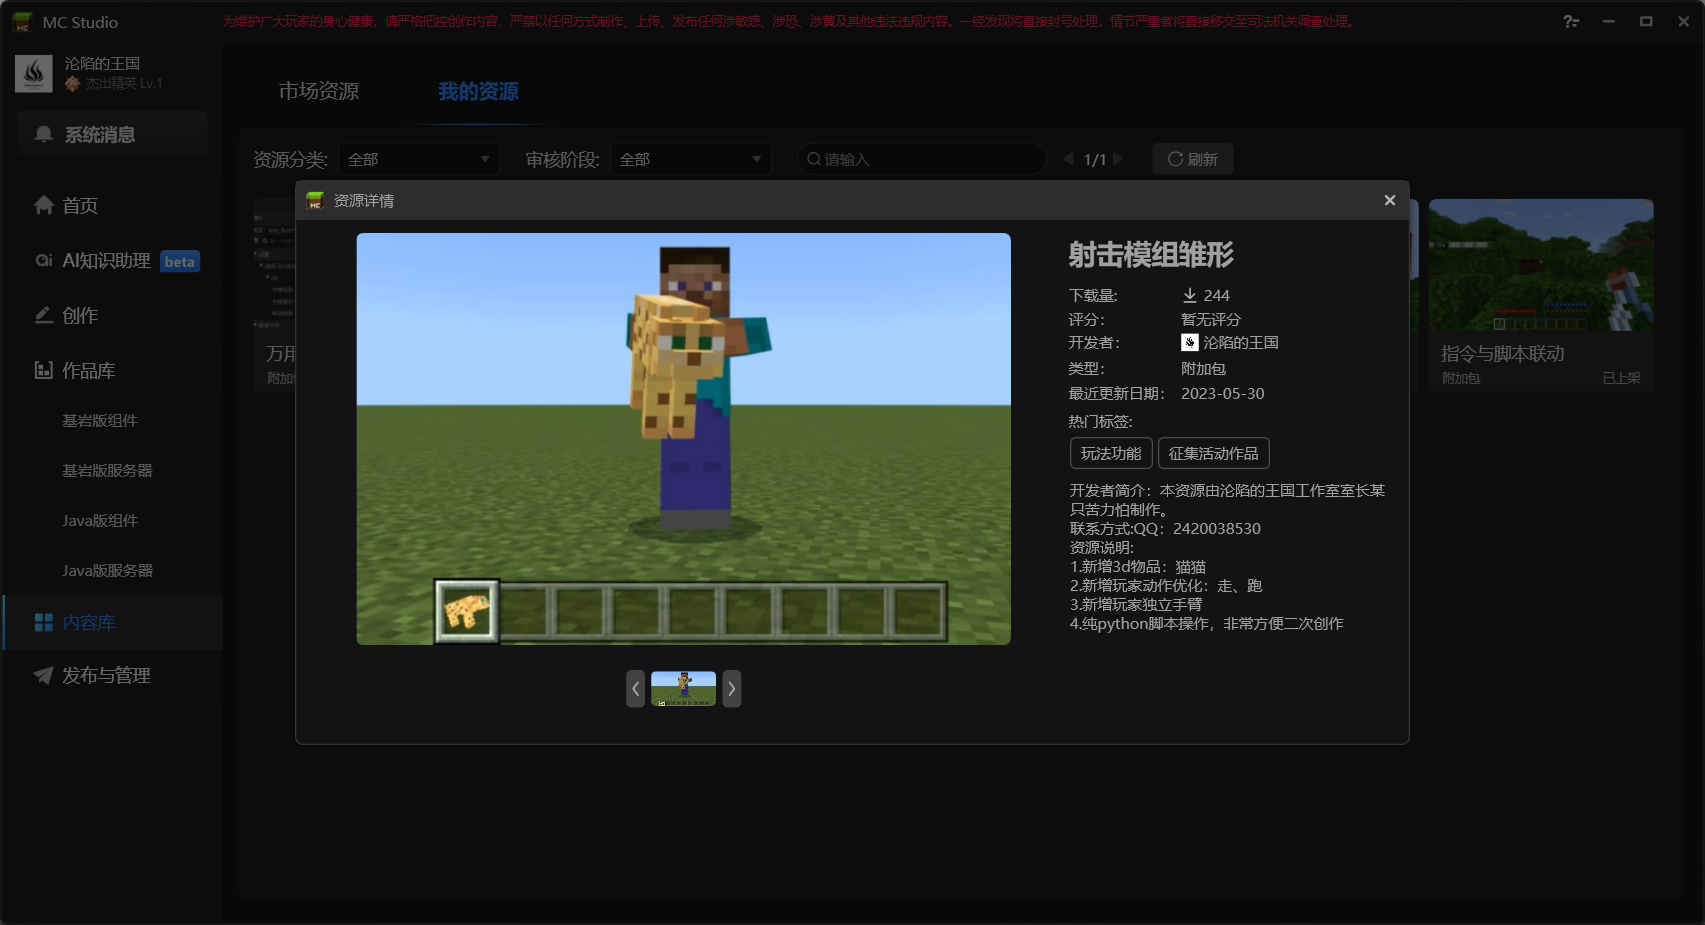 MC Studio
为维护广大玩家的身心健康，请严格把控创作内容，严禁以任何方式制作、上传、发布任何涉敏感、涉恐、涉黄及其他违法违规内容。一经发现将直接封号处理，情节严重者将直接移交至司法机关调查处理。
沦陷的王国
杰出精英 Lv.1
系统消息
首页
AI知识助理 beta
创作
作品库
基岩版组件
基岩版服务器
Java版组件
Java版服务器
内容库
发布与管理
市场资源 我的资源
资源分类: 全部 审核阶段: 全部 请输入 1/1 刷新
资源详情
射击模组雏形
下载量: 244
评分: 暂无评分
开发者: 沦陷的王国
类型: 附加包
最近更新日期: 2023-05-30
热门标签:
玩法功能 征集活动作品
开发者简介：本资源由沦陷的王国工作室室长某
只苦力怕制作。
联系方式:QQ：2420038530
资源说明:
1.新增3d物品：猫猫
2.新增玩家动作优化：走、跑
3.新增玩家独立手臂
4.纯python脚本操作，非常方便二次创作
万用
附加
指令与脚本联动
附加包 已上架